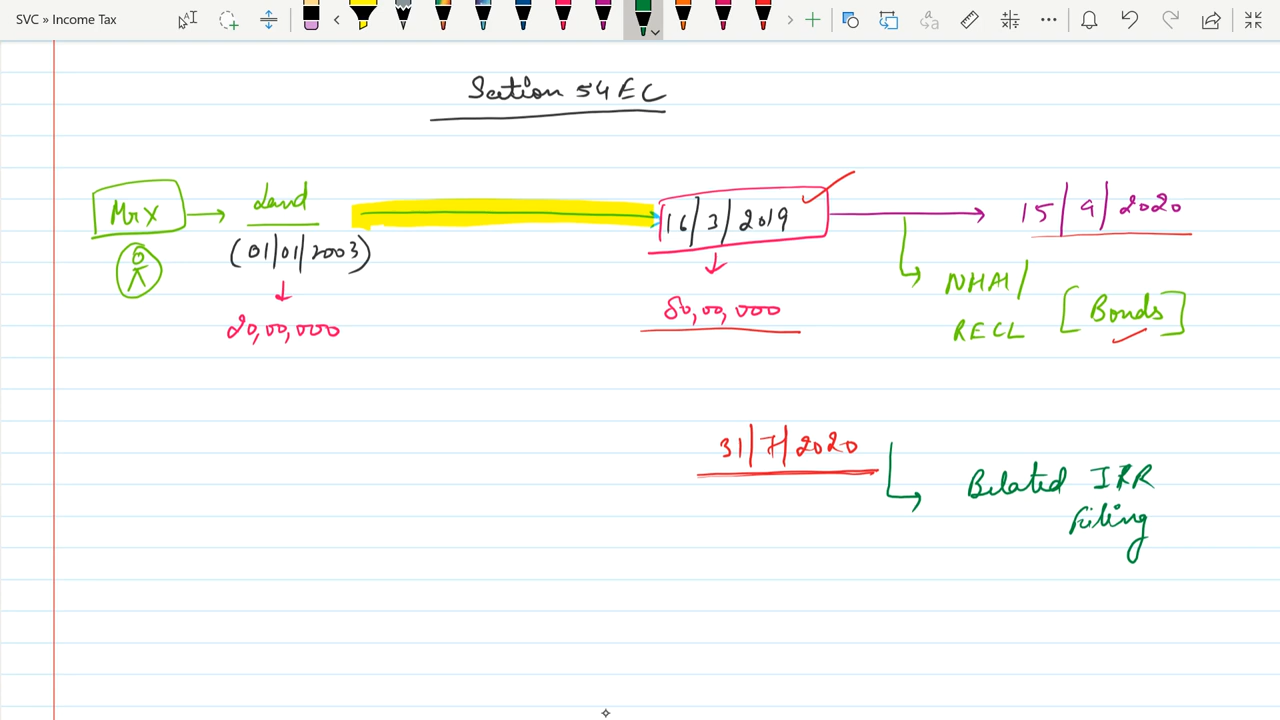 SVC » Income Tax
Section 54EC
Mr X
Land
16/3/2019
15/9/2020
(01/01/2003)
NHAI/
[Bonds]
80,00,000
20,00,000
RECL
31/7/2020
Belated ITR
Filing